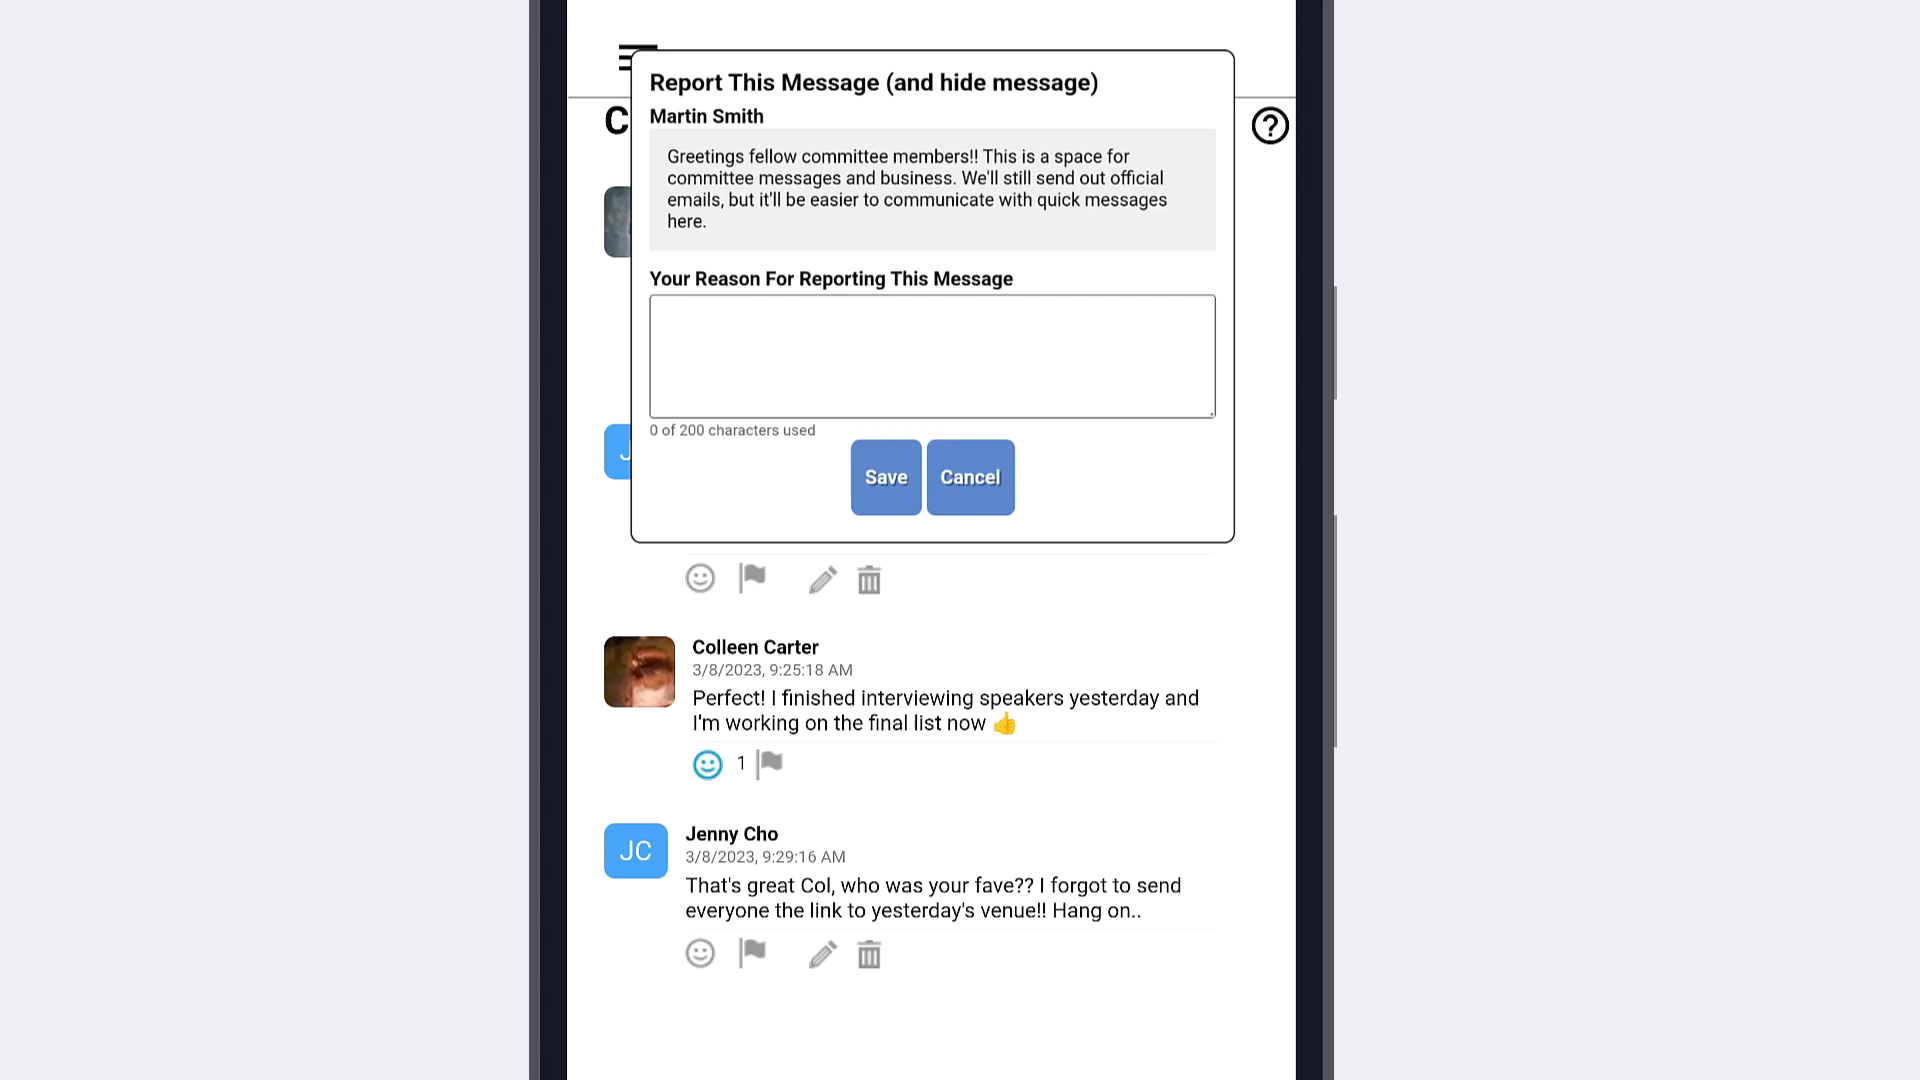 Report This Message (and hide message)
C
Martin Smith
Greetings fellow committee members!! This is a space for
committee messages and business. We'll still send out official
emails, but it'll be easier to communicate with quick messages
here.
Your Reason For Reporting This Message
0 of 200 characters used
J
Save Cancel
Colleen Carter
3/8/2023, 9:25:18 AM
Perfect! I finished interviewing speakers yesterday and
I'm working on the final list now 👍
1
JC
Jenny Cho
3/8/2023, 9:29:16 AM
That's great Col, who was your fave?? I forgot to send
everyone the link to yesterday's venue!! Hang on..